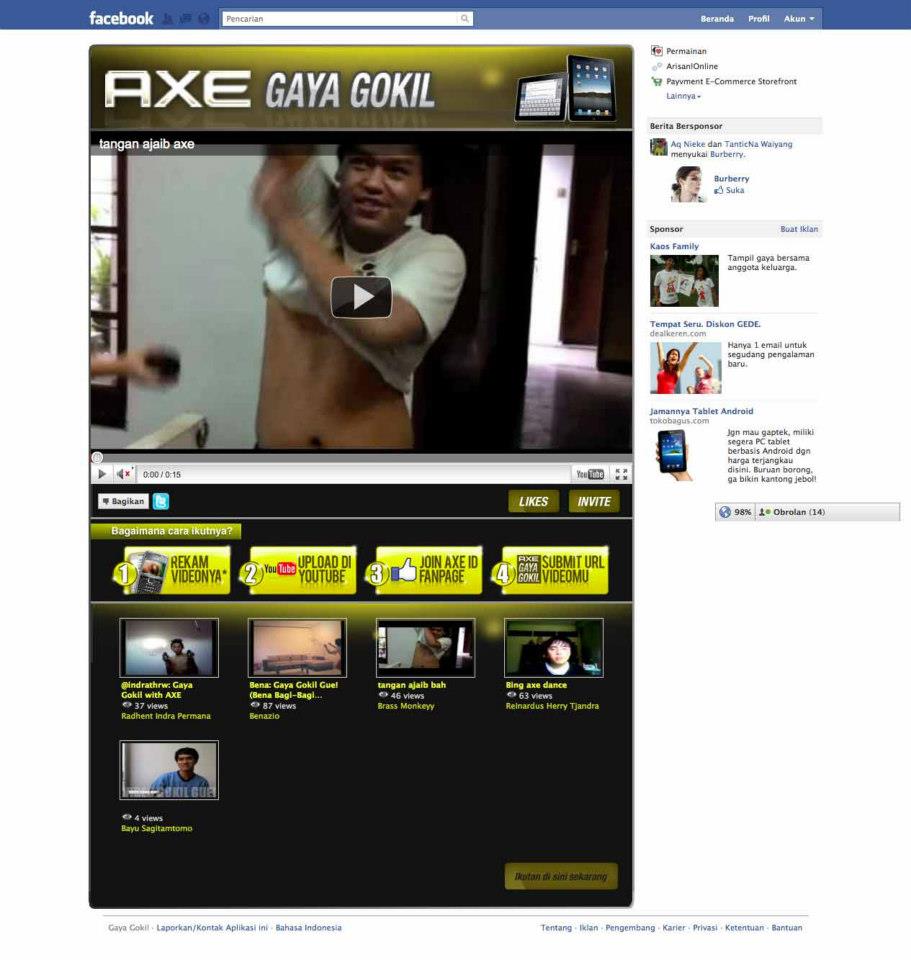 facebook
Pencarian
Beranda Profil Akun
AXE GAYA GOKIL
tangan ajaib axe
0:00 / 0:15
YouTube
Bagikan
LIKES
INVITE
Bagaimana cara ikutnya?
1 REKAM
VIDEONYA*
2 YouTube UPLOAD DI
YOUTUBE
3 JOIN AXE ID
FANPAGE
4 AXE GAYA GOKIL SUBMIT URL
VIDEOMU
@indrathrw: Gaya
Gokil with AXE
37 views
Radhent Indra Permana
Bena: Gaya Gokil Gue!
(Bena Bagi-Bagi...
87 views
Benazio
tangan ajaib bah
46 views
Brass Monkeyy
Bing axe dance
63 views
Reinardus Herry Tjandra
GOKIL GUE
4 views
Bayu Sagitamtomo
Ikutan di sini sekarang
Permainan
Arisan!Online
Payvment E-Commerce Storefront
Lainnya
Berita Bersponsor
Aq Nieke dan TanticNa Waiyang
menyukai Burberry.
Burberry
Suka
Sponsor Buat Iklan
Kaos Family
Tampil gaya bersama
anggota keluarga.
Tempat Seru. Diskon GEDE.
dealkeren.com
Hanya 1 email untuk
segudang pengalaman
baru.
Jamannya Tablet Android
tokobagus.com
Jgn mau gaptek, miliki
segera PC tablet
berbasis Android dgn
harga terjangkau
disini. Buruan borong,
ga bikin kantong jebol!
98% Obrolan (14)
Gaya Gokil · Laporkan/Kontak Aplikasi ini · Bahasa Indonesia
Tentang · Iklan · Pengembang · Karier · Privasi · Ketentuan · Bantuan